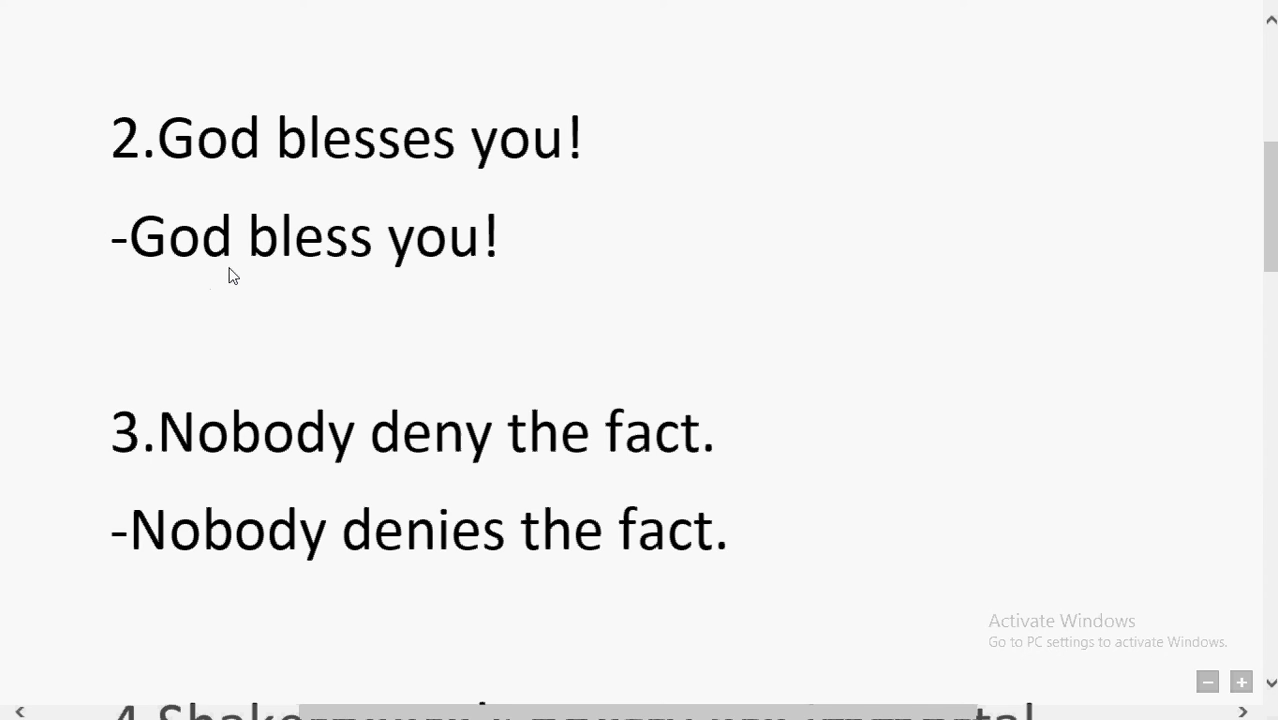 2.God blesses you!
-God bless you!
3.Nobody deny the fact.
-Nobody denies the fact.
Activate Windows
Go to PC settings to activate Windows.